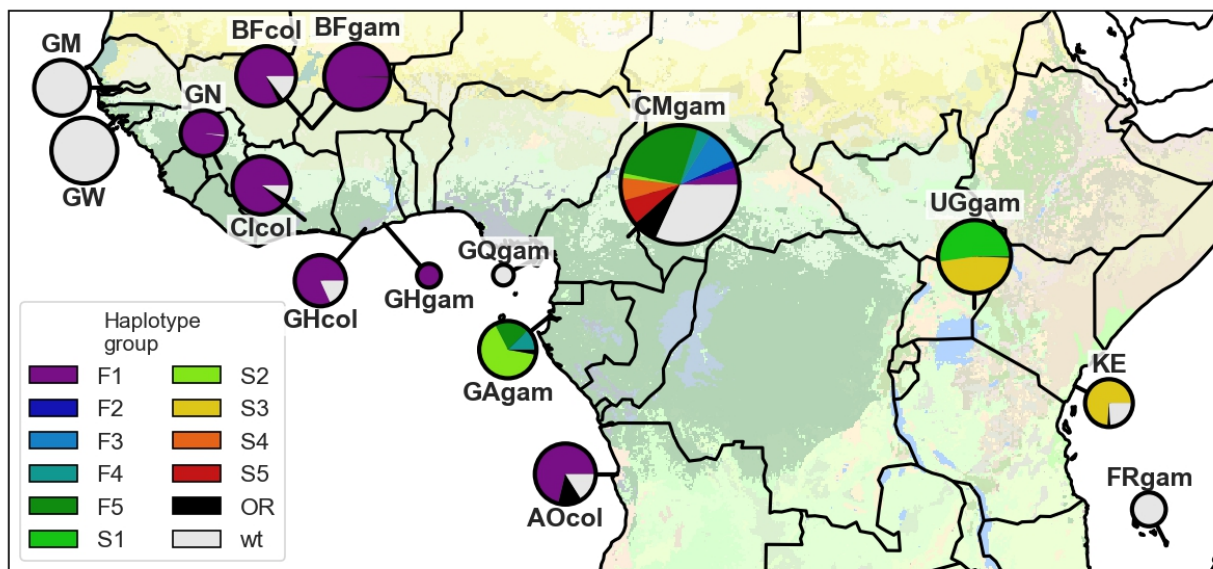 GM
BFcol
BFgam
GN
CMgam
GW
CIcol
UGgam
GQgam
GHcol
GHgam
GAgam
KE
AOcol
FRgam
Haplotype
group
F1
F2
F3
F4
F5
S1
S2
S3
S4
S5
OR
wt